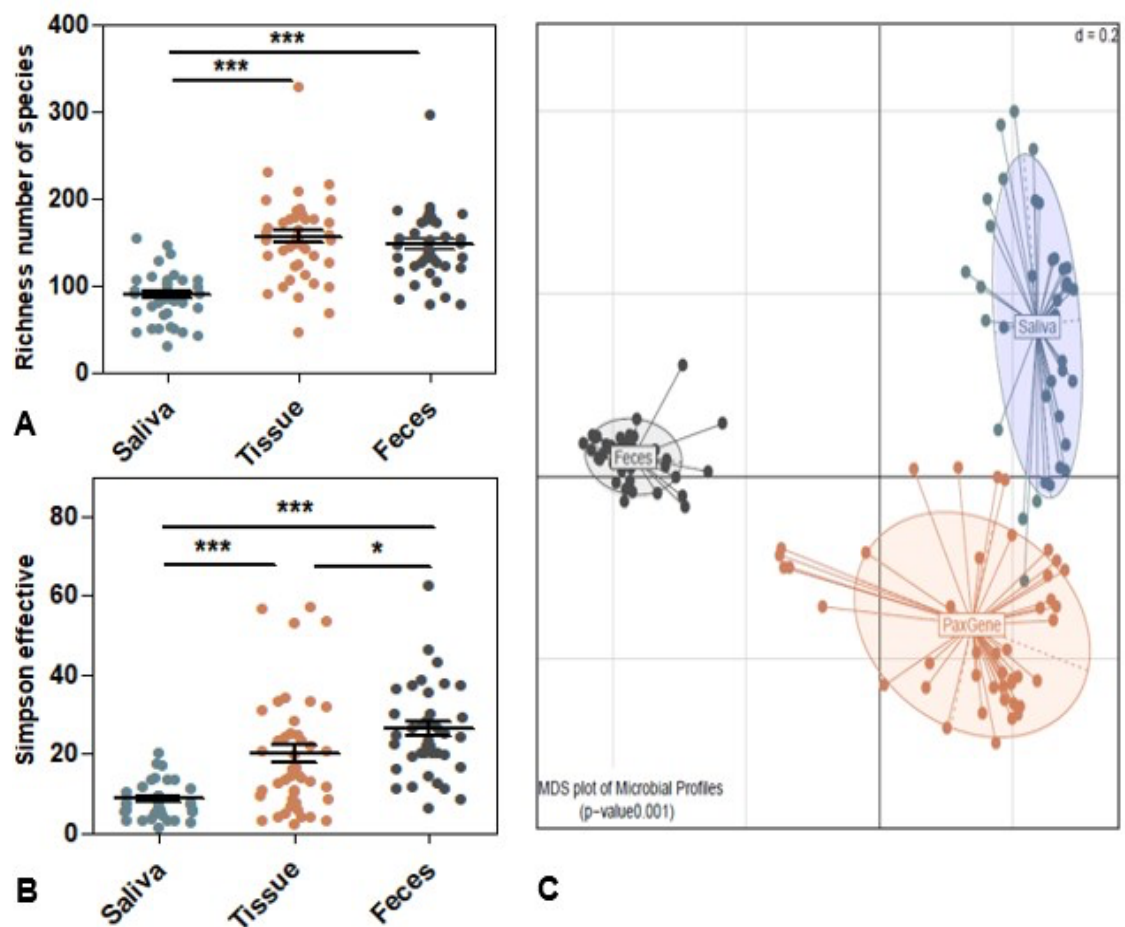 400
300
200
100
0
Richness number of species
***
***
Saliva
Tissue
Feces
A
80
60
40
20
0
Simpson effective
***
***
*
Saliva
Tissue
Feces
B
d = 0.2
Saliva
Feces
PaxGene
MDS plot of Microbial Profiles
(p-value0.001)
C